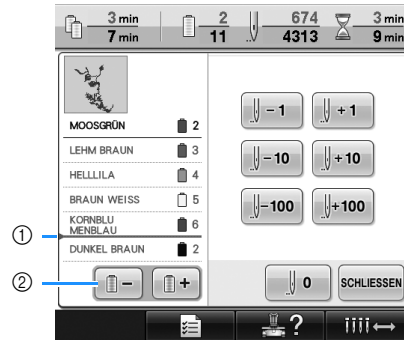 3 min
7 min
2
11
674
4313
3 min
9 min
MOOSGRÜN 2
LEHM BRAUN 3
HELLLILA 4
BRAUN WEISS 5
KORNBLU
MENBLAU 6
DUNKEL BRAUN 2
1
2
−
+
−1
+1
−10
+10
−100
+100
0
SCHLIESSEN
?